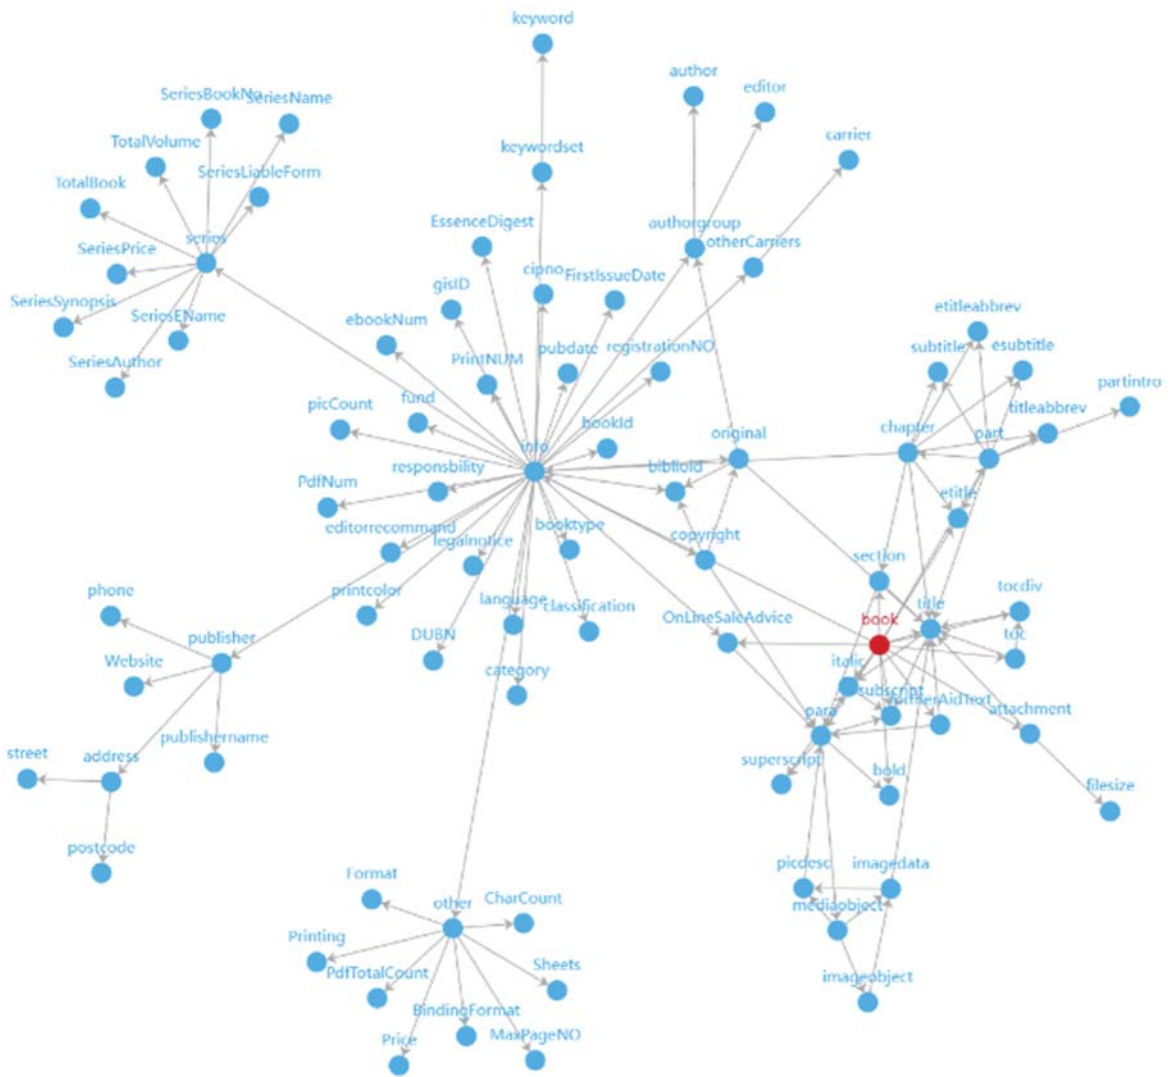 keyword
author
editor
SeriesBookNo
SeriesName
TotalVolume
carrier
keywordset
SeriesLiableForm
TotalBook
EssenceDigest
authorgroup
otherCarriers
series
SeriesPrice
cipno
FirstIssueDate
gisID
SeriesSynopsis
SeriesEName
ebookNum
etitleabbrev
SeriesAuthor
PrintNUM
pubdate
registrationNO
subtitle
esubtitle
partintro
picCount
fund
titleabbrev
bookId
original
chapter
part
info
PdfNum
responsbility
biblioid
etitle
editorrecommand
legalnotice
booktype
copyright
section
phone
printcolor
language
classification
OnLineSaleAdvice
book
title
tocdiv
publisher
DUBN
toc
Website
category
italic
subscript
para
attachment
street
address
publishername
superscript
bold
filesize
postcode
picdesc
imagedata
Format
other
CharCount
mediaobject
Printing
PdfTotalCount
Sheets
imageobject
BindingFormat
Price
MaxPageNO